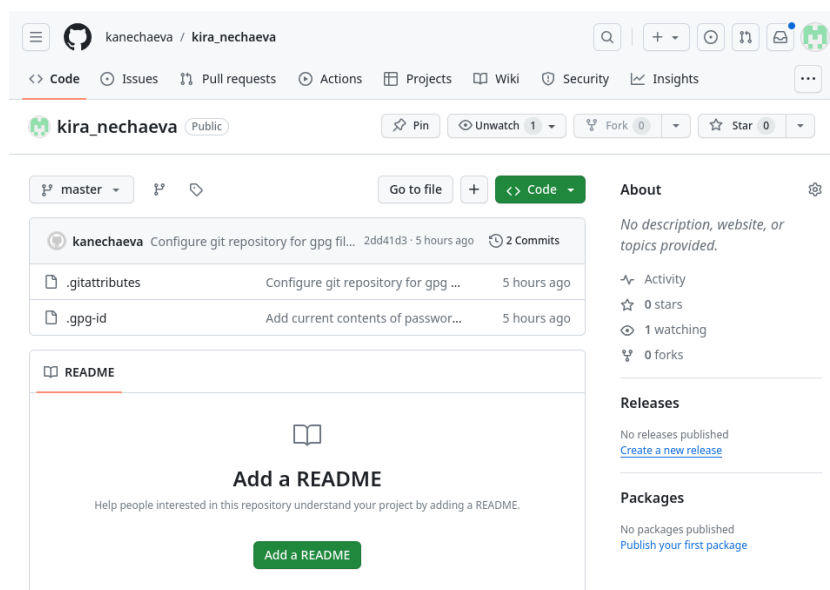 kanechaeva / kira_nechaeva
Code Issues Pull requests Actions Projects Wiki Security Insights
kira_nechaeva Public Pin Unwatch 1 Fork 0 Star 0
master Go to file Code
About
No description, website, or
topics provided.
kanechaeva Configure git repository for gpg fil... 2dd41d3 · 5 hours ago 2 Commits
.gitattributes Configure git repository for gpg ... 5 hours ago
.gpg-id Add current contents of passwor... 5 hours ago
Activity
0 stars
1 watching
0 forks
README
Add a README
Help people interested in this repository understand your project by adding a README.
Add a README
Releases
No releases published
Create a new release
Packages
No packages published
Publish your first package